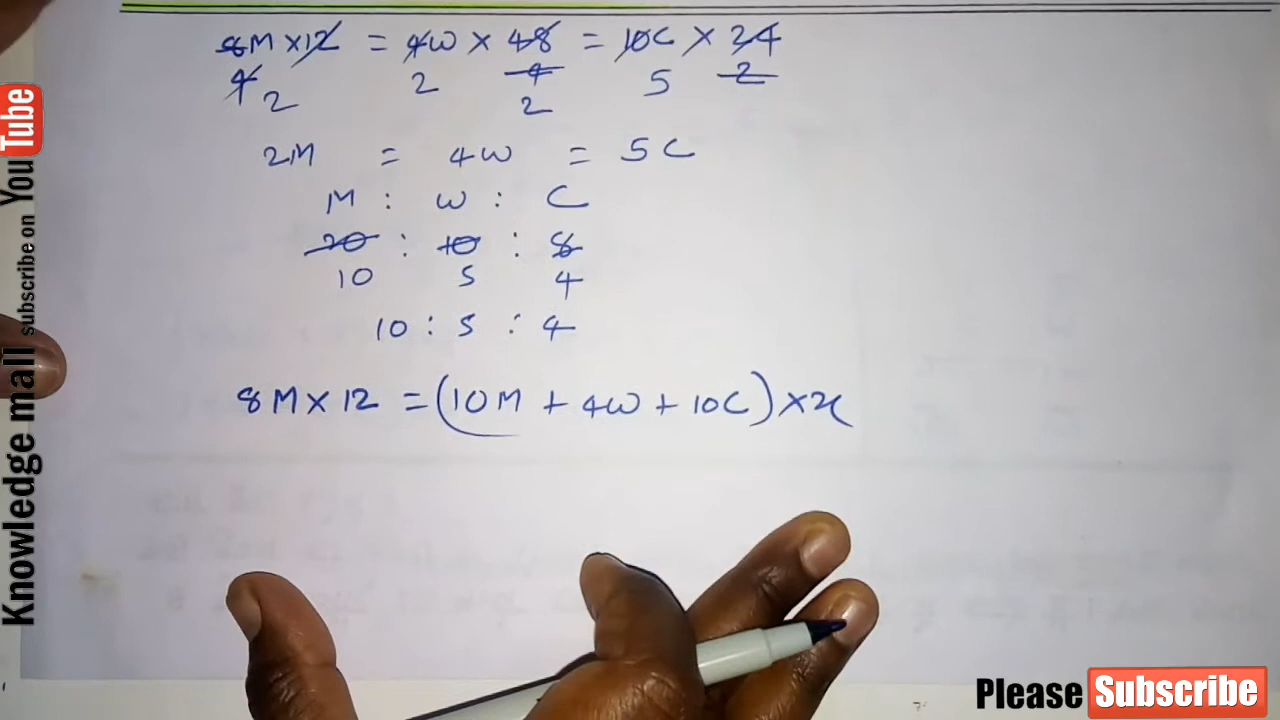 8M × 12 = 4W × 48 = 10C × 24
4 2 2 4 5 2
2
2M = 4W = 5C
M : W : C
20 : 10 : 8
10 5 4
10 : 5 : 4
8M × 12 = (10M + 4W + 10C) × x
Knowledge mall subscribe on YouTube
Please Subscribe